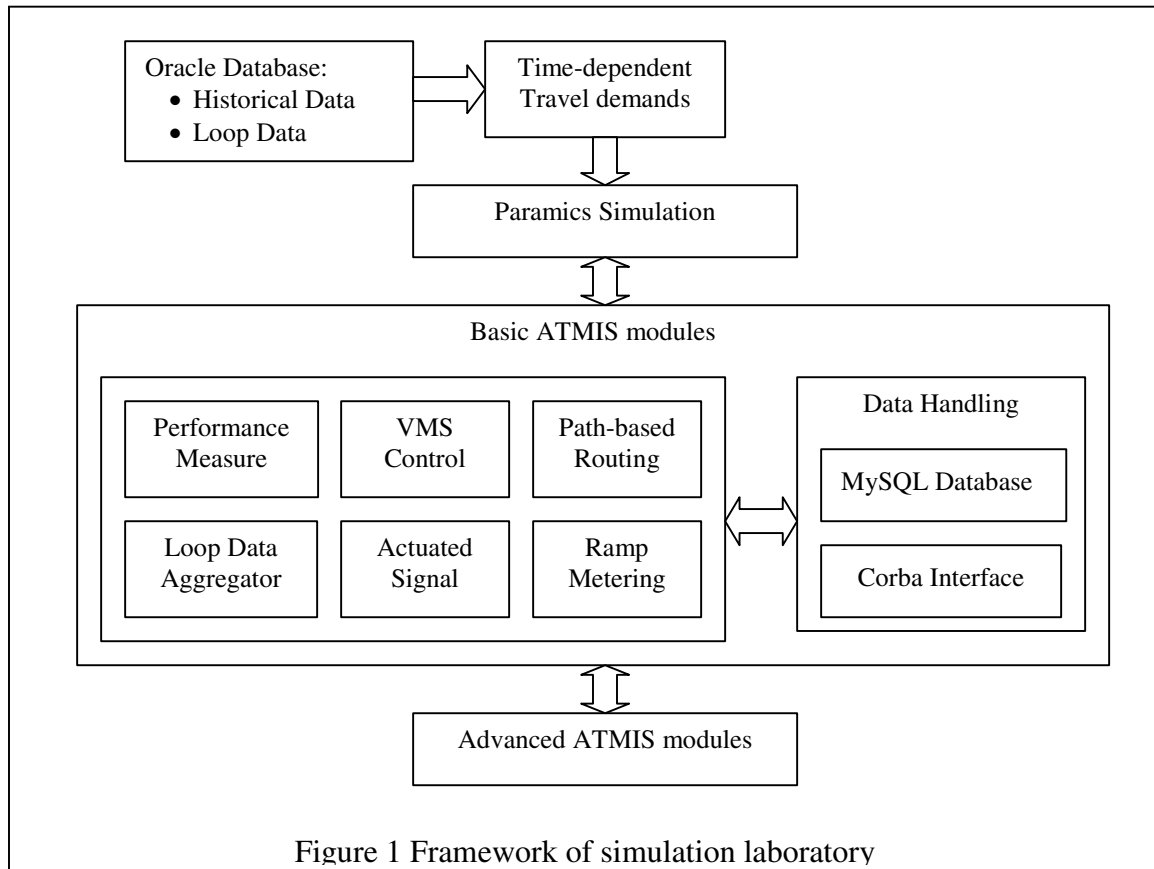 Oracle Database:
• Historical Data
• Loop Data
Time-dependent
Travel demands
Paramics Simulation
Basic ATMIS modules
Performance
Measure
VMS
Control
Path-based
Routing
Loop Data
Aggregator
Actuated
Signal
Ramp
Metering
Data Handling
MySQL Database
Corba Interface
Advanced ATMIS modules
Figure 1 Framework of simulation laboratory